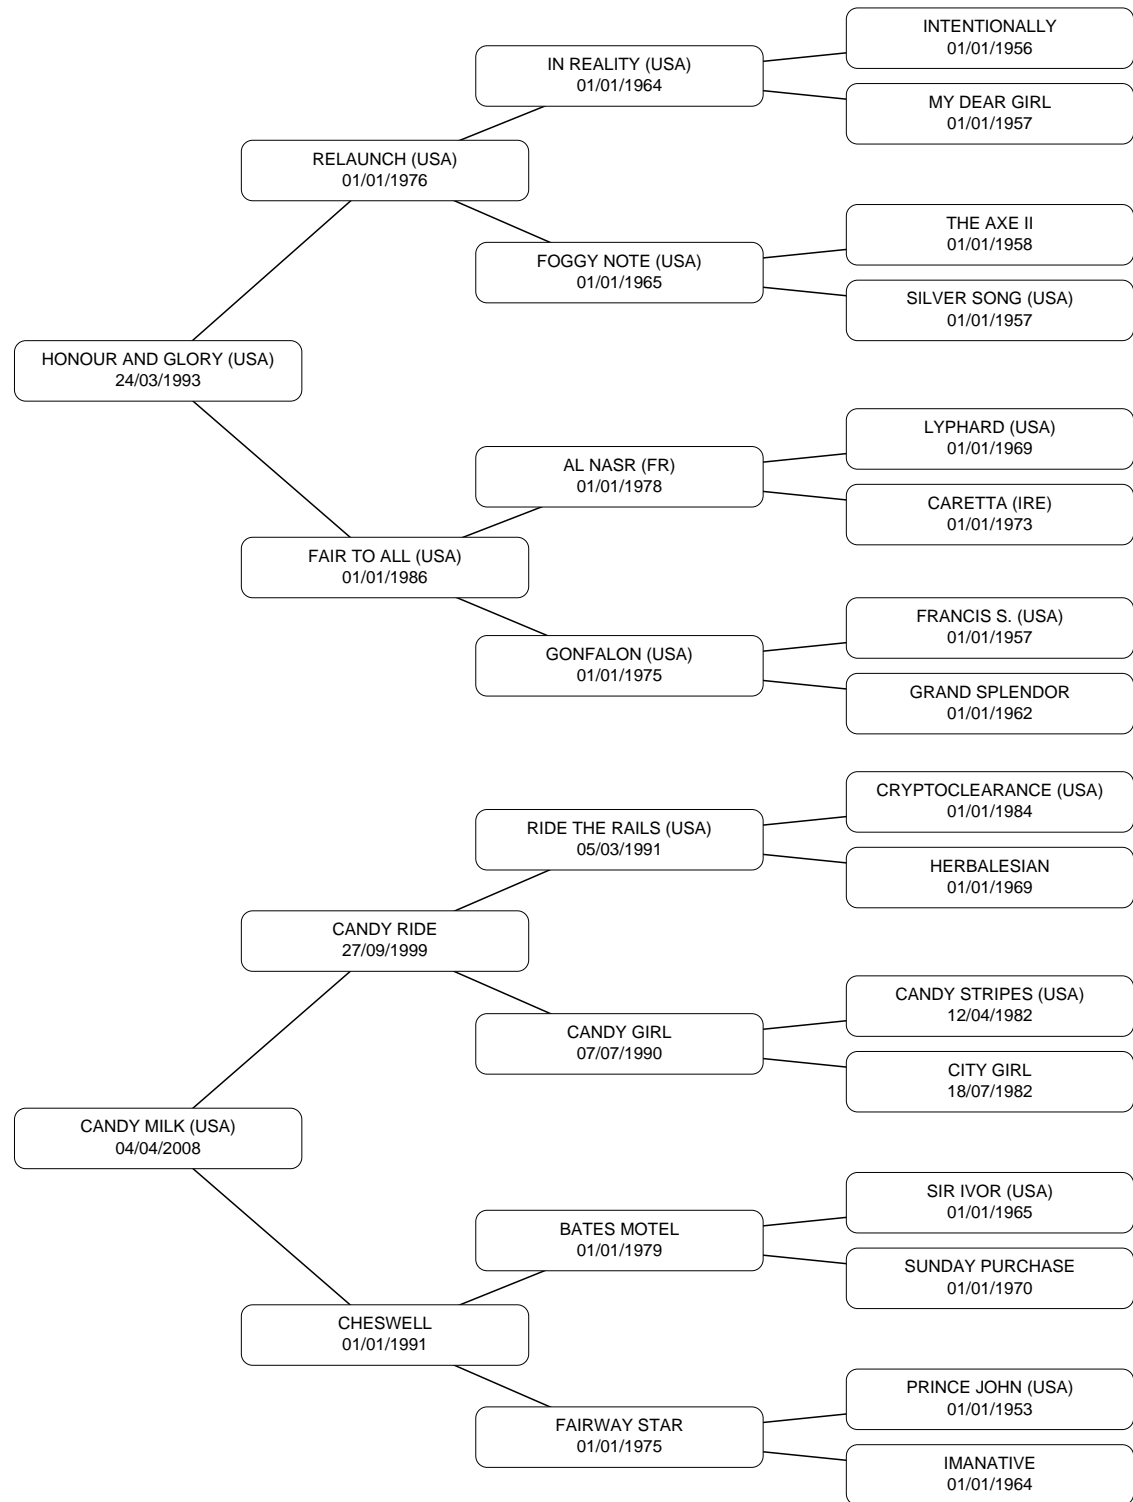 INTENTIONALLY
01/01/1956
IN REALITY (USA)
01/01/1964
MY DEAR GIRL
01/01/1957
RELAUNCH (USA)
01/01/1976
THE AXE II
01/01/1958
FOGGY NOTE (USA)
01/01/1965
SILVER SONG (USA)
01/01/1957
HONOUR AND GLORY (USA)
24/03/1993
LYPHARD (USA)
01/01/1969
AL NASR (FR)
01/01/1978
CARETTA (IRE)
01/01/1973
FAIR TO ALL (USA)
01/01/1986
FRANCIS S. (USA)
01/01/1957
GONFALON (USA)
01/01/1975
GRAND SPLENDOR
01/01/1962
CRYPTOCLEARANCE (USA)
01/01/1984
RIDE THE RAILS (USA)
05/03/1991
HERBALESIAN
01/01/1969
CANDY RIDE
27/09/1999
CANDY STRIPES (USA)
12/04/1982
CANDY GIRL
07/07/1990
CITY GIRL
18/07/1982
CANDY MILK (USA)
04/04/2008
SIR IVOR (USA)
01/01/1965
BATES MOTEL
01/01/1979
SUNDAY PURCHASE
01/01/1970
CHESWELL
01/01/1991
PRINCE JOHN (USA)
01/01/1953
FAIRWAY STAR
01/01/1975
IMANATIVE
01/01/1964